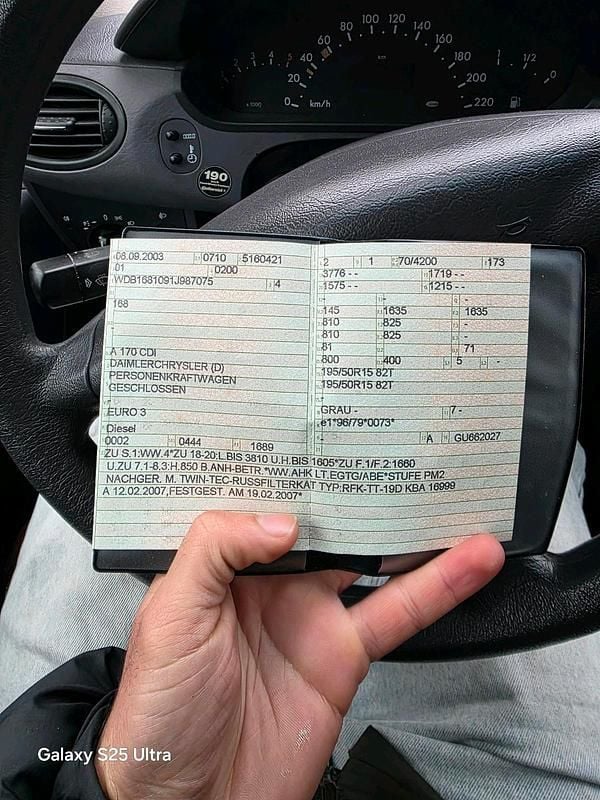 80 100 120 140
60 160
40 180
20 200
0 km/h 220
1 1/2 0
190
Continental
06.09.2003 0710 5160421
01 0200
WDB1681091J987075 4
168
A 170 CDI
DAIMLERCHRYSLER (D)
PERSONENKRAFTWAGEN
GESCHLOSSEN
EURO 3
Diesel
0002 0444 1689
2 1 70/4200 173
3776 - - 1719 - -
1575 - - 1215 - -
- - -
145 1635 1635
810 825 -
810 825 -
81 71
800 400 5 -
195/50R15 82T
195/50R15 82T
GRAU - 7 -
e1*96/79*0073*
- A GU662027
ZU S.1:WW.4*ZU 18-20:L.BIS 3810 U.H.BIS 1605*ZU F.1/F.2:1660
U.ZU 7.1-8.3:H.850 B.ANH-BETR.*WW.AHK LT.EGTG/ABE*STUFE PM2
NACHGER. M. TWIN-TEC-RUSSFILTERKAT TYP:RFK-TT-19D KBA 16999
A 12.02.2007,FESTGEST. AM 19.02.2007*
Galaxy S25 Ultra